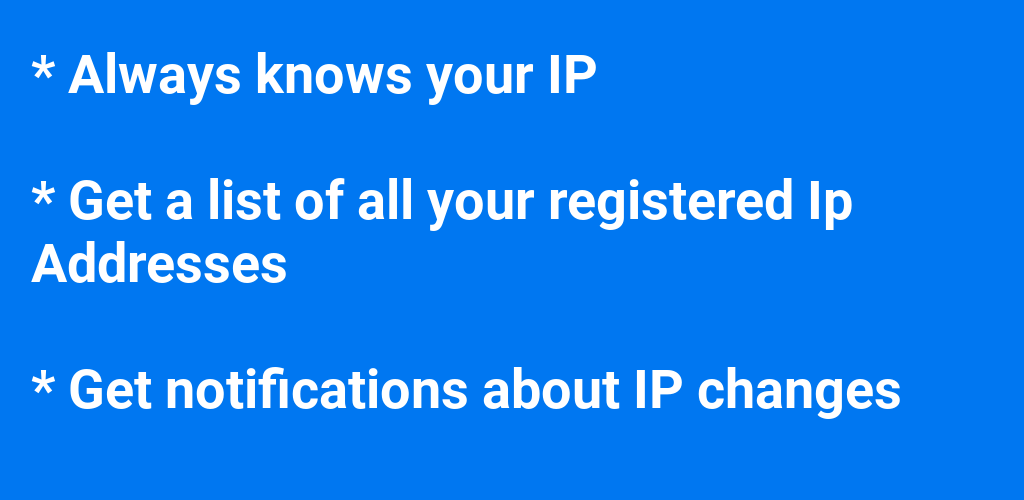 * Always knows your IP
* Get a list of all your registered Ip
Addresses
* Get notifications about IP changes